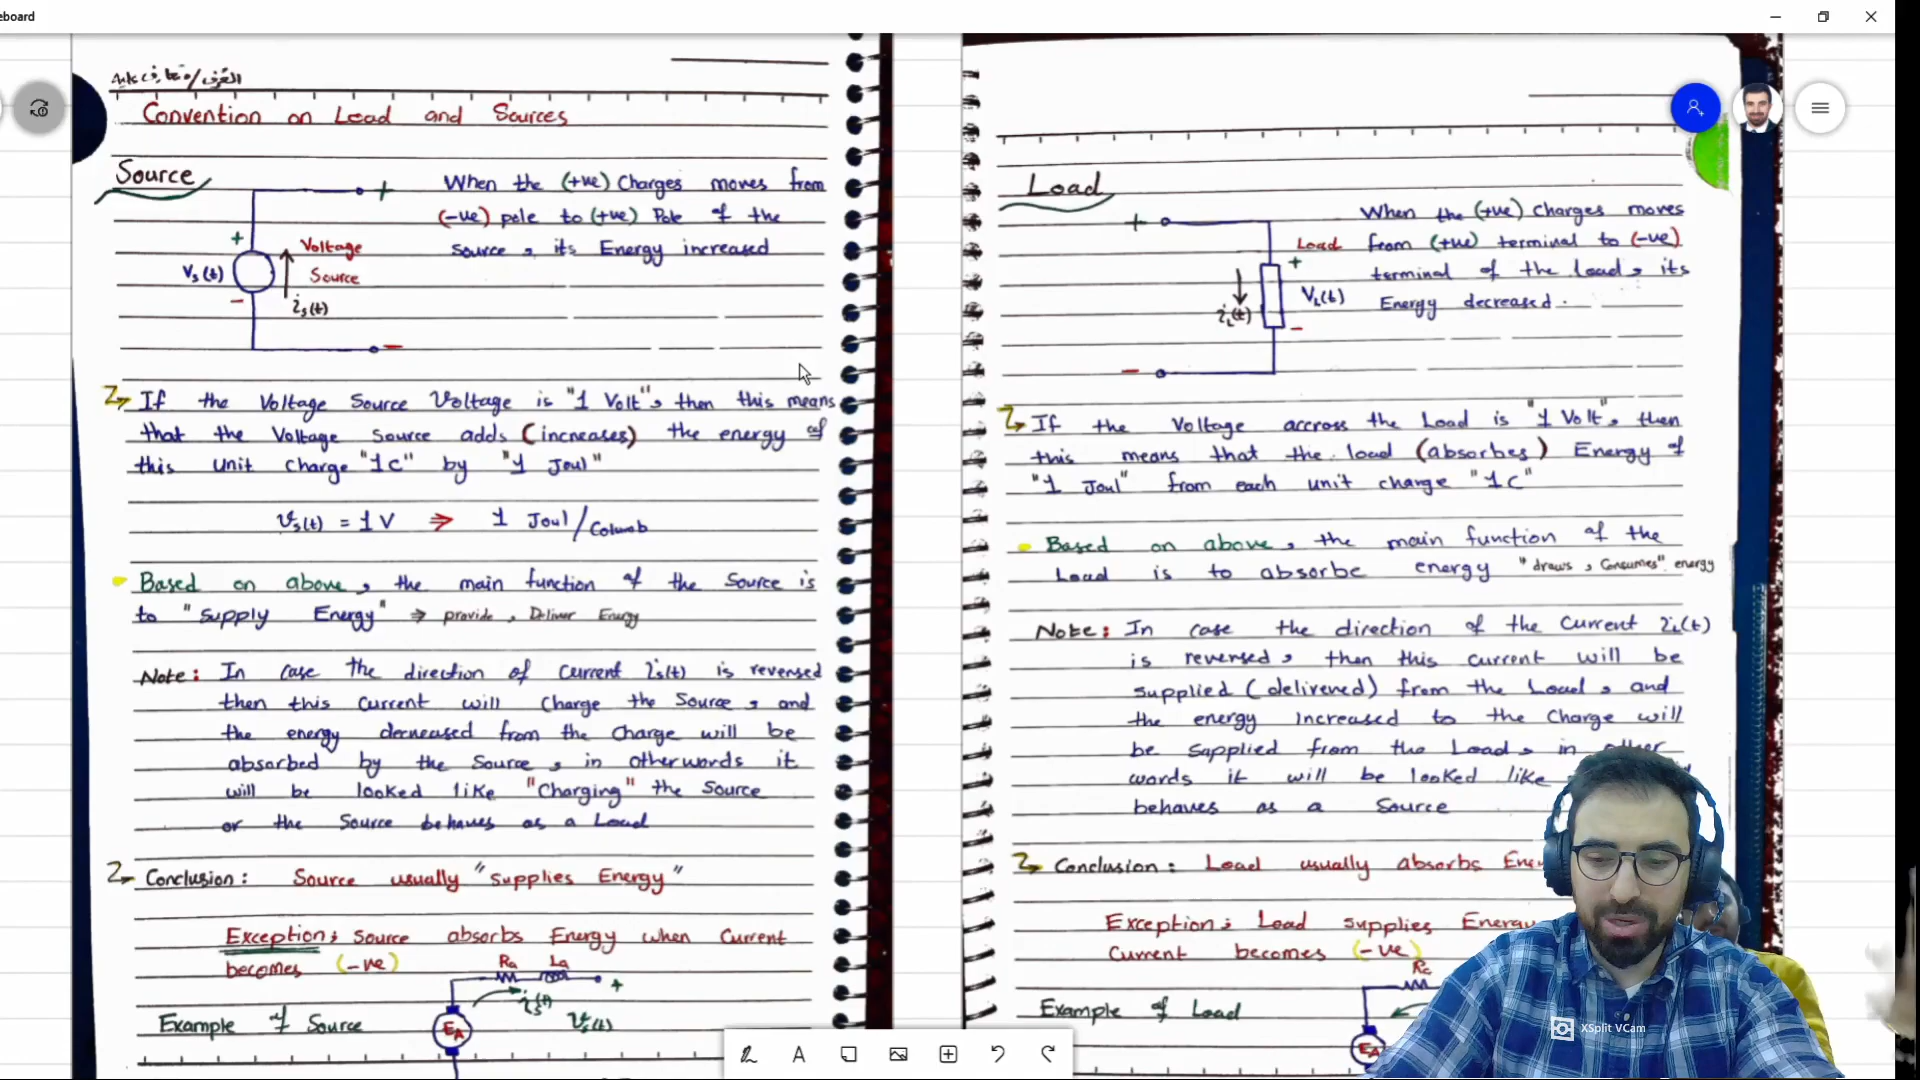 eboard
Convention on Load and Sources
Source
+
When the (+ve) Charges moves from
(-ve) pole to (+ve) Pole of the
source, its Energy increased
+
Voltage
Source
Vs(t)
-
is(t)
-
If the Voltage Source Voltage is "1 Volt", then this means
that the Voltage source adds (increases) the energy of
this unit charge "1c" by "1 Joul"
Vs(t) = 1V ⇒ 1 Joul/Columb
Based on above, the main function of the Source is
to "supply Energy" ⇒ provide, Deliver Energy
Note: In case the direction of current is(t) is reversed
then this current will charge the source, and
the energy decreased from the charge will be
absorbed by the source, in otherwords it
will be looked like "Charging" the source
or the source behaves as a Load
Conclusion: Source usually "supplies Energy"
Exception; Source absorbs Energy when Current
becomes (-ve)
Ra La
+
is(t)
Vs(t)
Example of Source
EA
Load
+
When the (+ve) Charges moves
from (+ve) terminal to (-ve)
terminal of the load, its
Energy decreased.
Load
+
VL(t)
iL(t)
-
-
If the Voltage accross the Load is "1 Volt", then
this means that the load (absorbes) Energy of
"1 Joul" from each unit charge "1C"
Based on above, the main function of the
Load is to absorbe energy "draws, Consumes" energy
Note: In case the direction of the current iL(t)
is reversed, then this current will be
supplied (delivered) from the Load, and
the energy increased to the charge will
be sapplied from the Load, in other
words it will be looked like
behaves as a Source
Conclusion: Load usually absorbs
Exception; Load supplies Energy
Current becomes (-ve)
Example of Load
EA
XSplit VCam